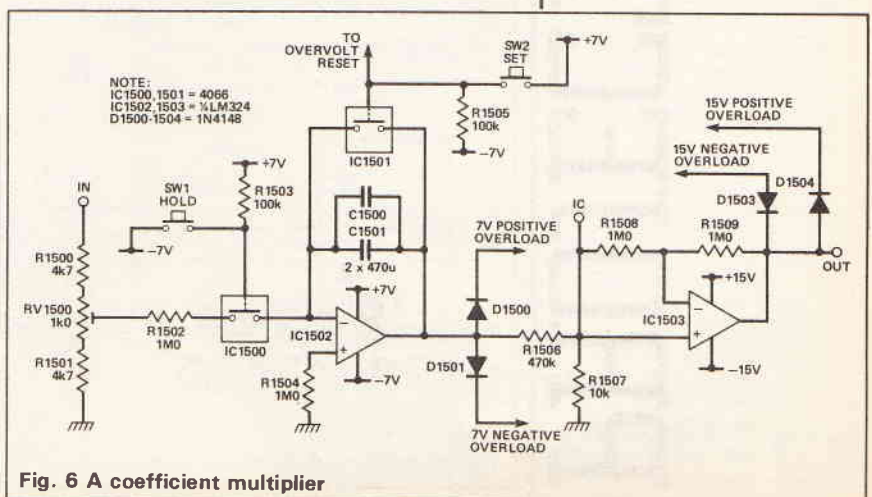 TO
OVERVOLT
RESET
SW2
SET
+7V
NOTE:
IC1500,1501 = 4066
IC1502,1503 = ¼LM324
D1500-1504 = 1N4148
R1505
100k
-7V
15V POSITIVE
OVERLOAD
15V NEGATIVE
OVERLOAD
D1504
D1503
IC1501
+7V
R1503
100k
IN
SW1
HOLD
-7V
C1500
C1501
2 x 470u
7V POSITIVE
OVERLOAD
IC
R1508
1M0
R1509
1M0
OUT
R1500
4k7
RV1500
1k0
R1501
4k7
R1502
1M0
IC1500
IC1502
+7V
-
+
-7V
R1504
1M0
D1500
D1501
R1506
470k
R1507
10k
IC1503
+15V
-
+
-15V
7V NEGATIVE
OVERLOAD
Fig. 6 A coefficient multiplier